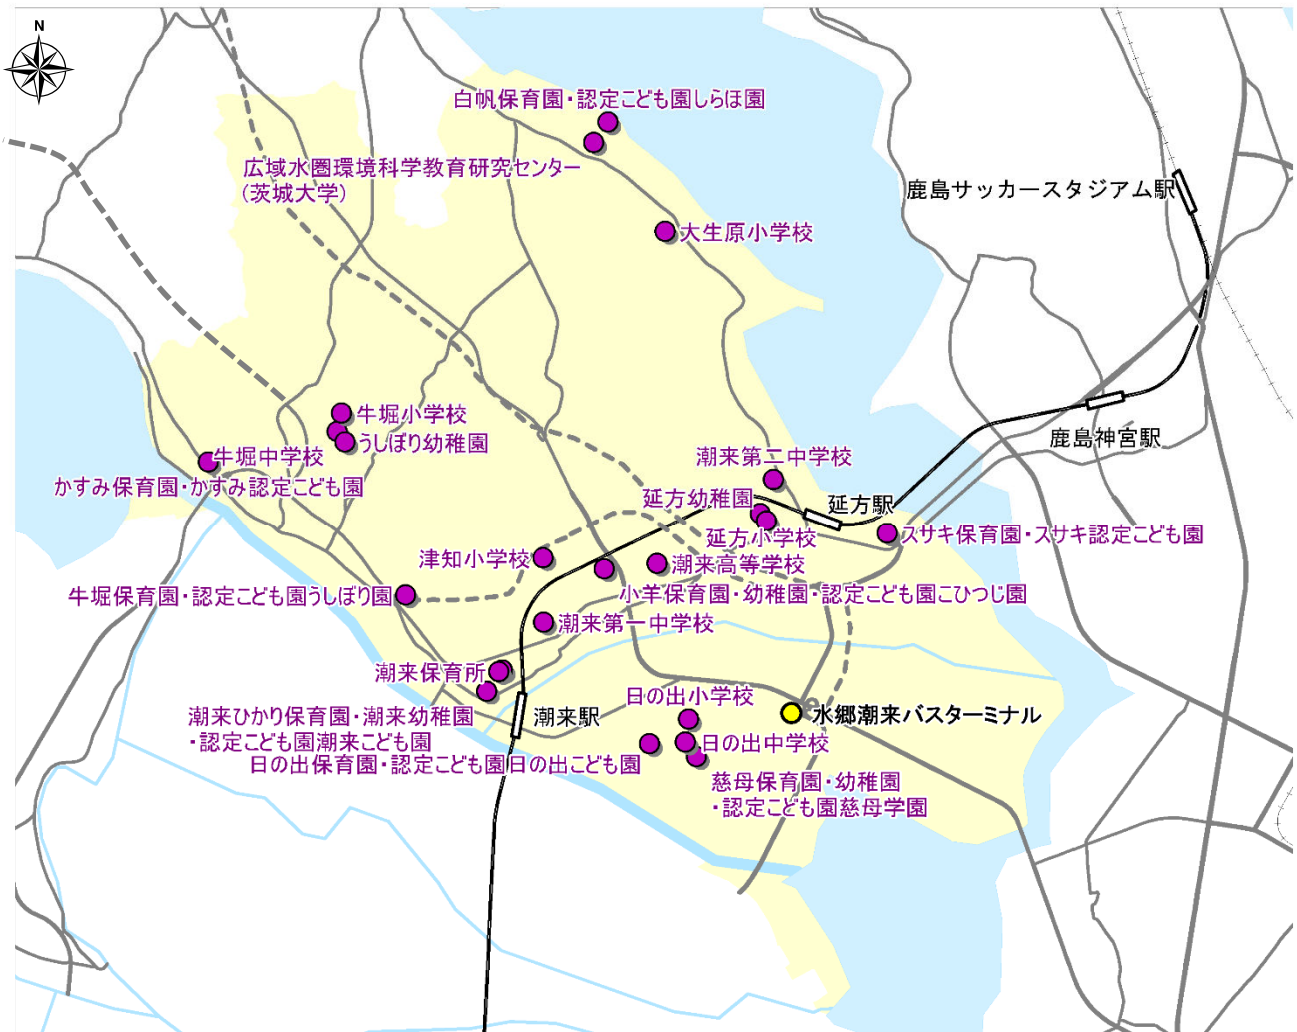 N
白帆保育園・認定こども園しらほ園
広域水圏環境科学教育研究センター
(茨城大学)
鹿島サッカースタジアム駅
大生原小学校
牛堀小学校
うしぼり幼稚園
鹿島神宮駅
牛堀中学校
潮来第二中学校
かすみ保育園・かすみ認定こども園
延方幼稚園
延方駅
延方小学校
スサキ保育園・スサキ認定こども園
津知小学校
潮来高等学校
牛堀保育園・認定こども園うしぼり園
小羊保育園・幼稚園・認定こども園こひつじ園
潮来第一中学校
潮来保育所
日の出小学校
潮来ひかり保育園・潮来幼稚園
・認定こども園潮来こども園
潮来駅
水郷潮来バスターミナル
日の出中学校
日の出保育園・認定こども園日の出こども園
慈母保育園・幼稚園
・認定こども園慈母学園